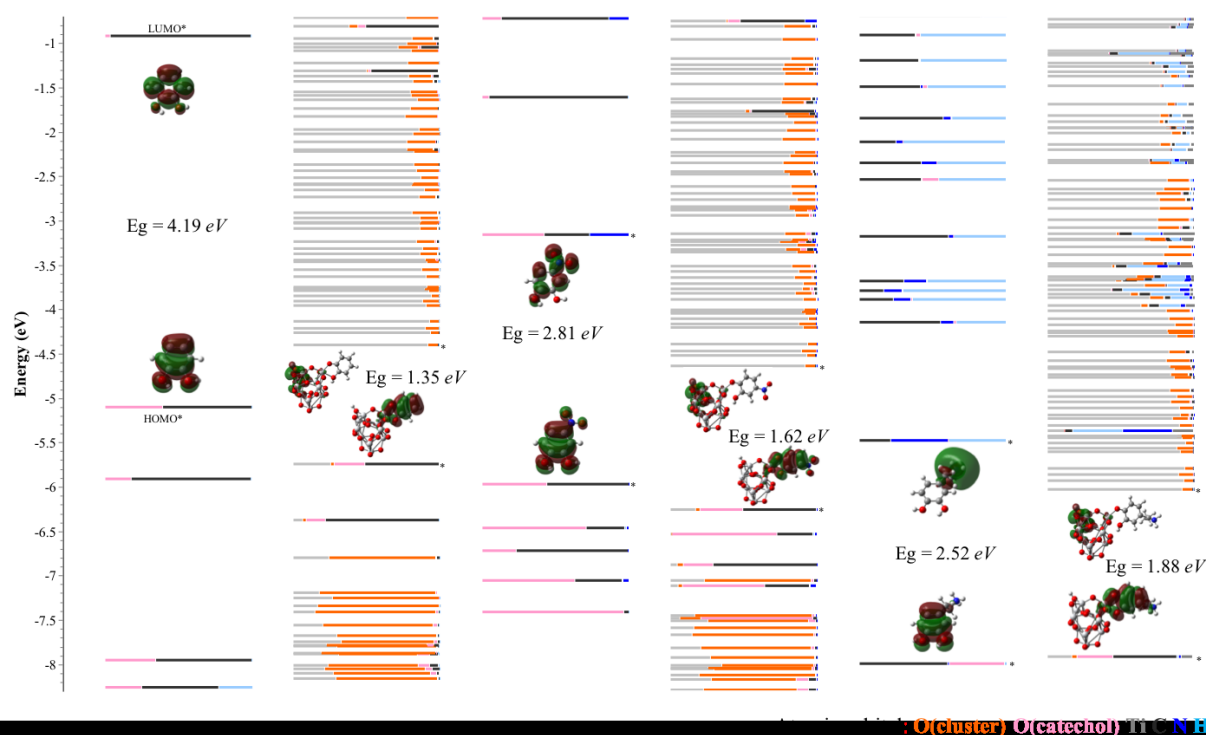 LUMO*
-1
-1.5
-2
-2.5
-3
-3.5
-4
-4.5
-5
-5.5
-6
-6.5
-7
-7.5
-8
Energy (eV)
Eg = 4.19 eV
HOMO*
Eg = 1.35 eV
*
*
Eg = 2.81 eV
*
*
Eg = 1.62 eV
*
*
Eg = 2.52 eV
*
*
Eg = 1.88 eV
*
*
: O(cluster) O(catechol) Ti C N H